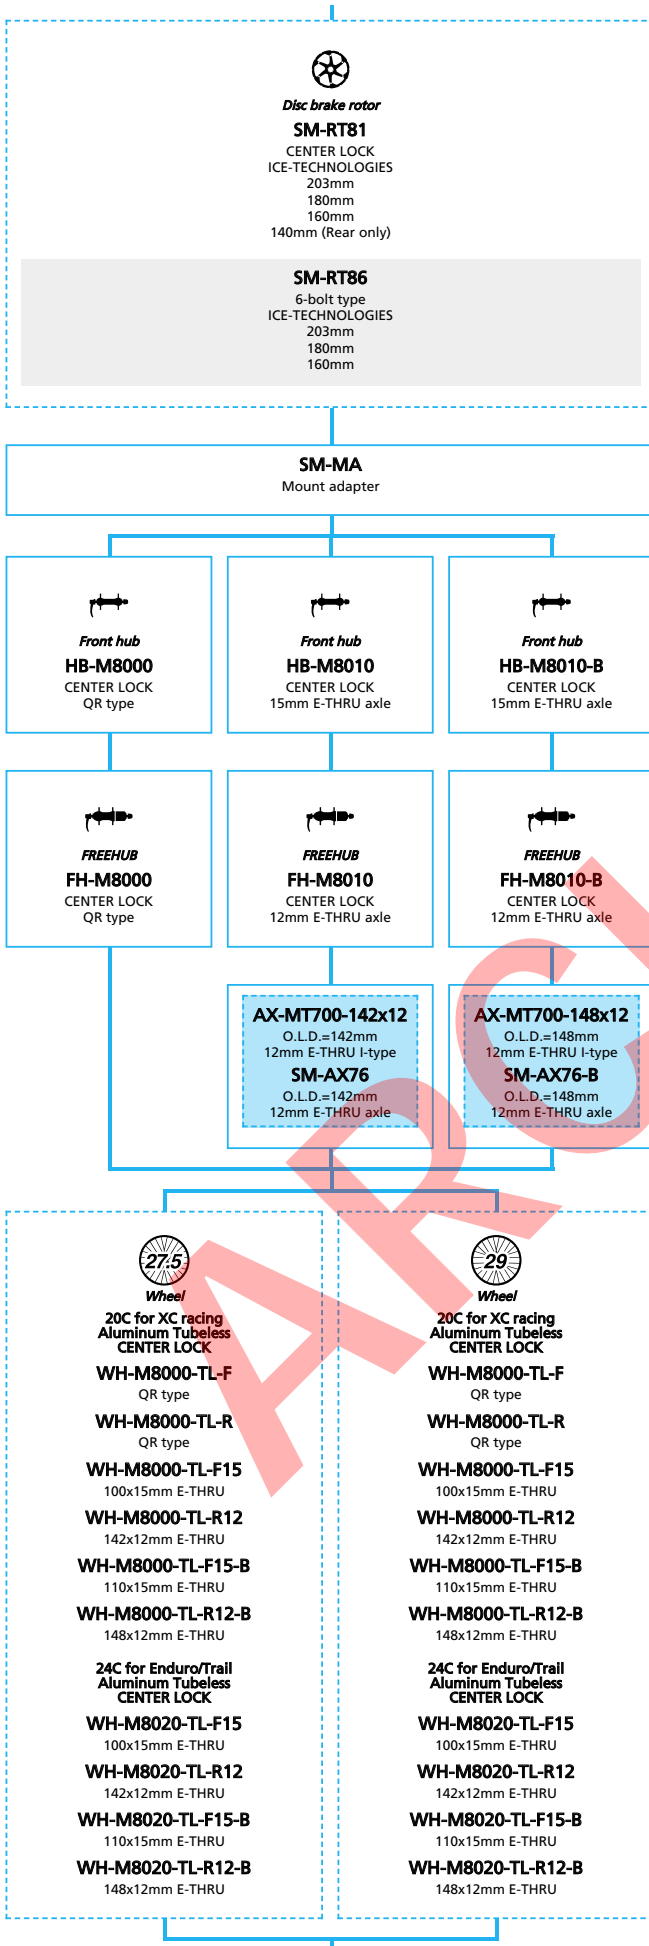 Disc brake rotor
SM-RT81
CENTER LOCK
ICE-TECHNOLOGIES
203mm
180mm
160mm
140mm (Rear only)
SM-RT86
6-bolt type
ICE-TECHNOLOGIES
203mm
180mm
160mm
SM-MA
Mount adapter
Front hub
HB-M8000
CENTER LOCK
QR type
Front hub
HB-M8010
CENTER LOCK
15mm E-THRU axle
Front hub
HB-M8010-B
CENTER LOCK
15mm E-THRU axle
FREEHUB
FH-M8000
CENTER LOCK
QR type
FREEHUB
FH-M8010
CENTER LOCK
12mm E-THRU axle
FREEHUB
FH-M8010-B
CENTER LOCK
12mm E-THRU axle
AX-MT700-142x12
O.L.D.=142mm
12mm E-THRU I-type
SM-AX76
O.L.D.=142mm
12mm E-THRU axle
AX-MT700-148x12
O.L.D.=148mm
12mm E-THRU I-type
SM-AX76-B
O.L.D.=148mm
12mm E-THRU axle
27.5
Wheel
20C for XC racing
Aluminum Tubeless
CENTER LOCK
WH-M8000-TL-F
QR type
WH-M8000-TL-R
QR type
WH-M8000-TL-F15
100x15mm E-THRU
WH-M8000-TL-R12
142x12mm E-THRU
WH-M8000-TL-F15-B
110x15mm E-THRU
WH-M8000-TL-R12-B
148x12mm E-THRU
24C for Enduro/Trail
Aluminum Tubeless
CENTER LOCK
WH-M8020-TL-F15
100x15mm E-THRU
WH-M8020-TL-R12
142x12mm E-THRU
WH-M8020-TL-F15-B
110x15mm E-THRU
WH-M8020-TL-R12-B
148x12mm E-THRU
29
Wheel
20C for XC racing
Aluminum Tubeless
CENTER LOCK
WH-M8000-TL-F
QR type
WH-M8000-TL-R
QR type
WH-M8000-TL-F15
100x15mm E-THRU
WH-M8000-TL-R12
142x12mm E-THRU
WH-M8000-TL-F15-B
110x15mm E-THRU
WH-M8000-TL-R12-B
148x12mm E-THRU
24C for Enduro/Trail
Aluminum Tubeless
CENTER LOCK
WH-M8020-TL-F15
100x15mm E-THRU
WH-M8020-TL-R12
142x12mm E-THRU
WH-M8020-TL-F15-B
110x15mm E-THRU
WH-M8020-TL-R12-B
148x12mm E-THRU